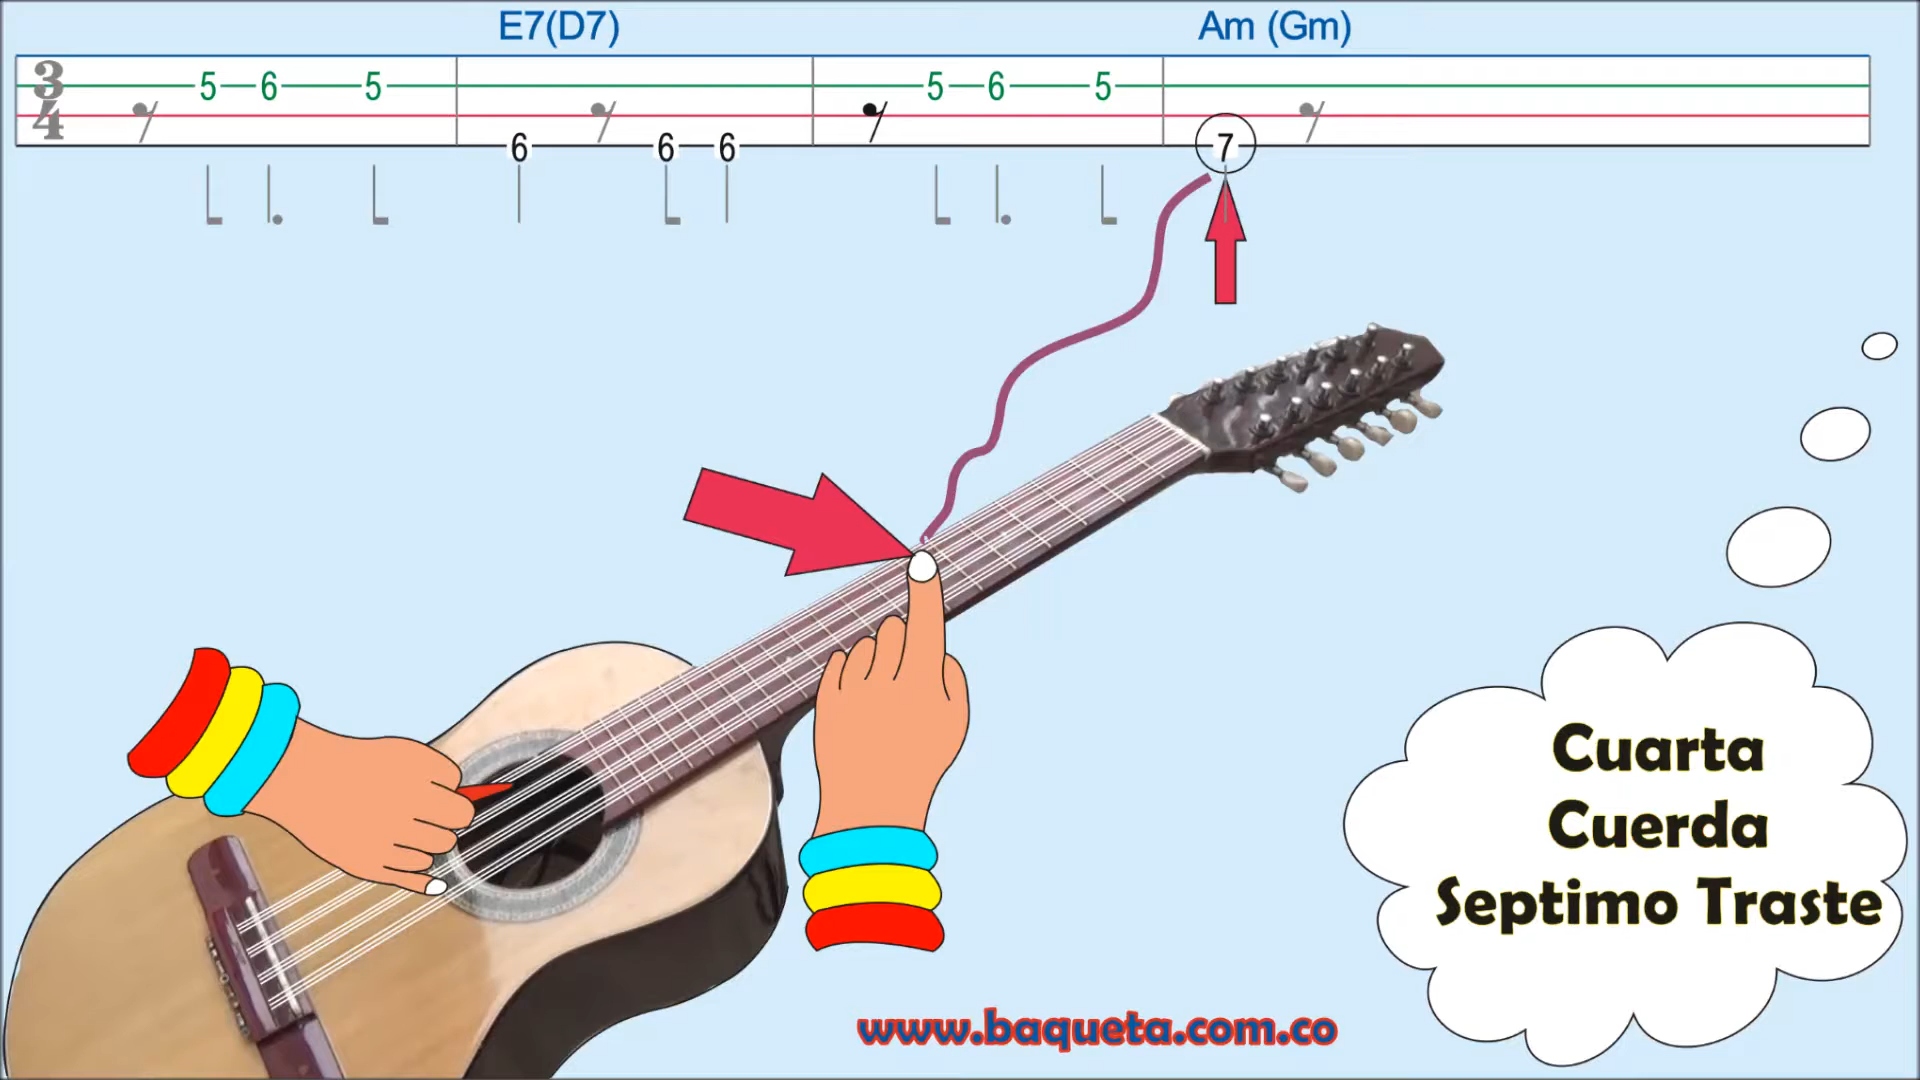 E7(D7) Am (Gm)
3 5 6 5 5 6 5
4 6 6 6 7
Cuarta
Cuerda
Septimo Traste
www.baqueta.com.co